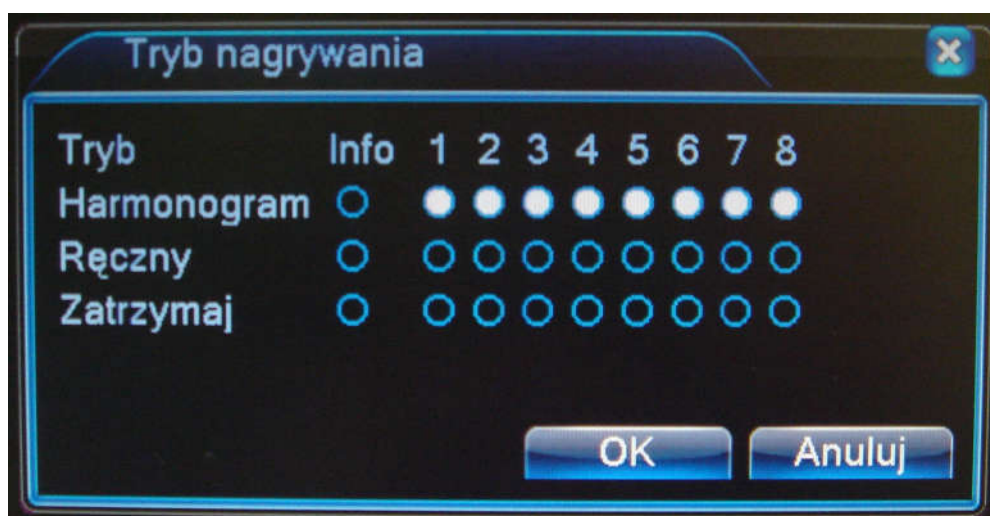 Tryb nagrywania
Tryb Info 1 2 3 4 5 6 7 8
Harmonogram
Ręczny
Zatrzymaj
OK Anuluj